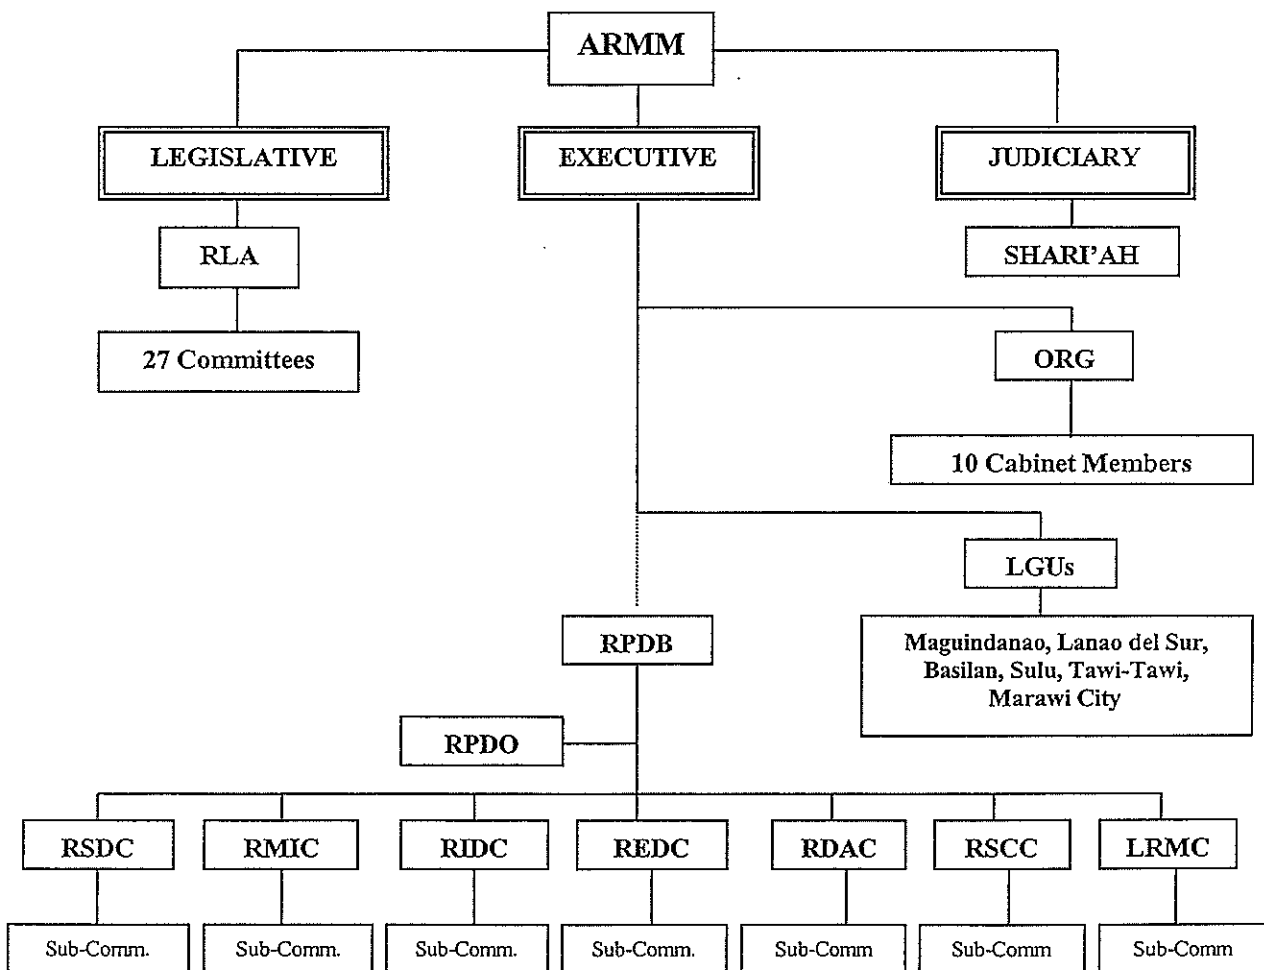 ARMM
LEGISLATIVE
EXECUTIVE
JUDICIARY
RLA
SHARI'AH
27 Committees
ORG
10 Cabinet Members
LGUs
RPDB
Maguindanao, Lanao del Sur,
Basilan, Sulu, Tawi-Tawi,
Marawi City
RPDO
RSDC
RMIC
RIDC
REDC
RDAC
RSCC
LRMC
Sub-Comm.
Sub-Comm.
Sub-Comm.
Sub-Comm.
Sub-Comm
Sub-Comm
Sub-Comm